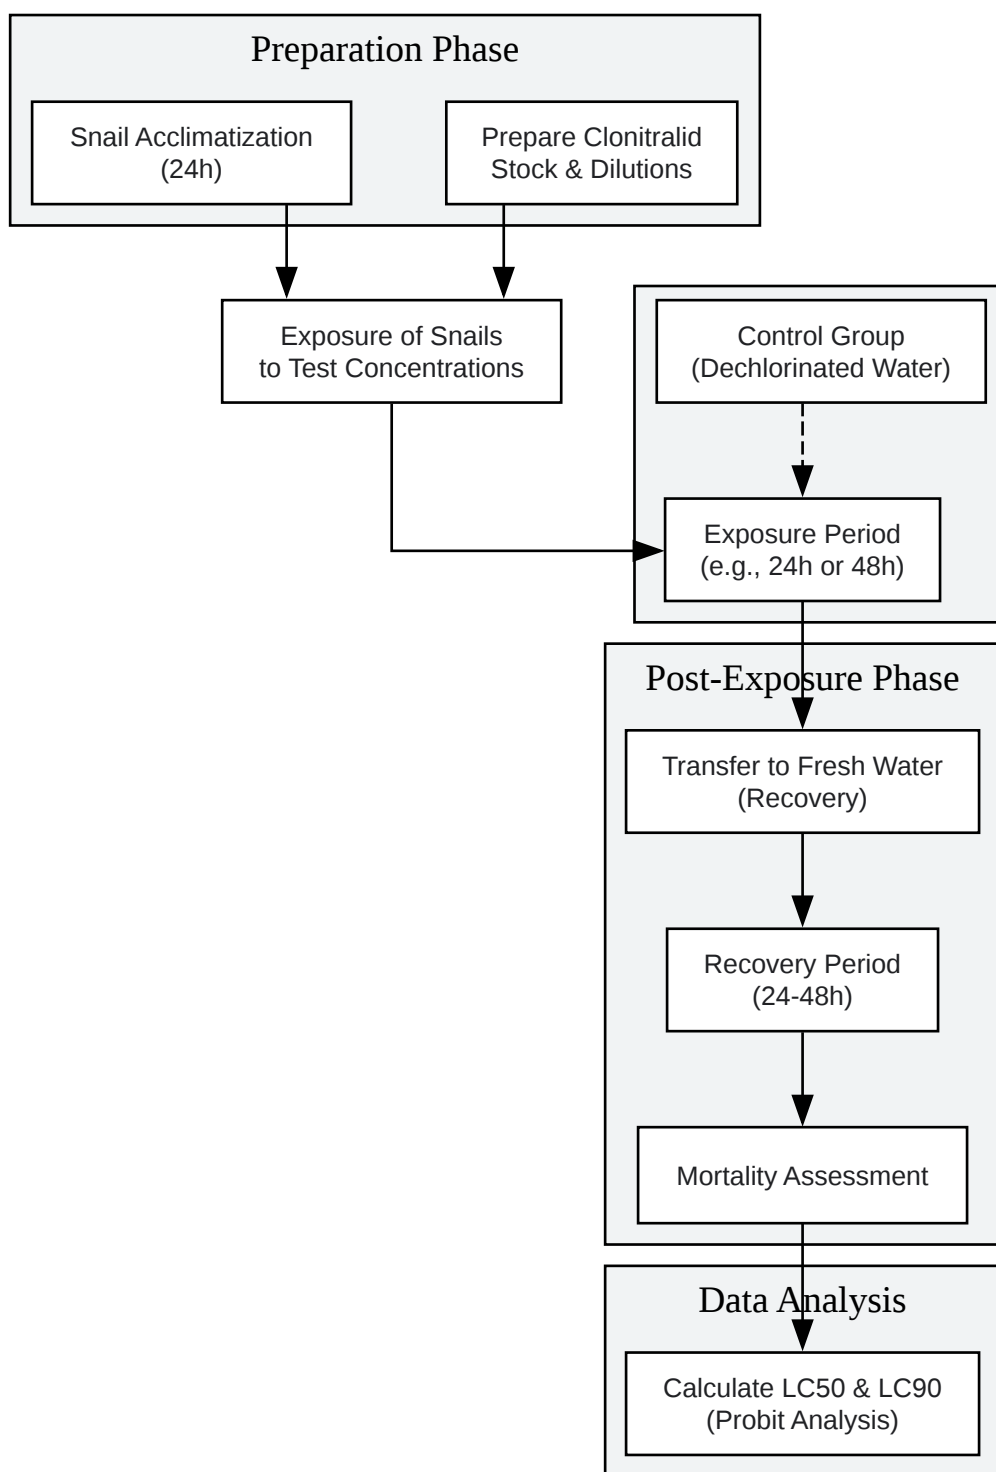 Preparation Phase
Snail Acclimatization
(24h)
Prepare Clonitralid
Stock & Dilutions
Exposure of Snails
to Test Concentrations
Control Group
(Dechlorinated Water)
Exposure Period
(e.g., 24h or 48h)
Post-Exposure Phase
Transfer to Fresh Water
(Recovery)
Recovery Period
(24-48h)
Mortality Assessment
Data Analysis
Calculate LC50 & LC90
(Probit Analysis)